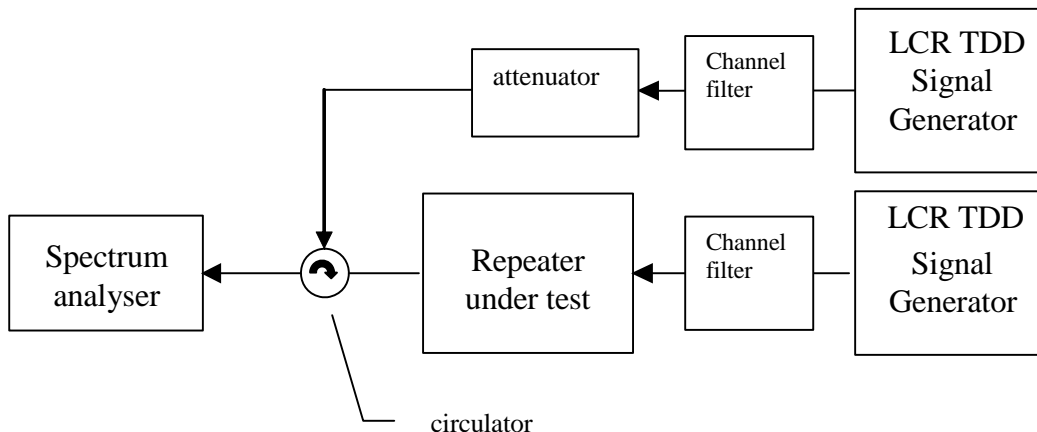 attenuator
Channel
filter
LCR TDD
Signal
Generator
Spectrum
analyser
Repeater
under test
Channel
filter
LCR TDD
Signal
Generator
circulator